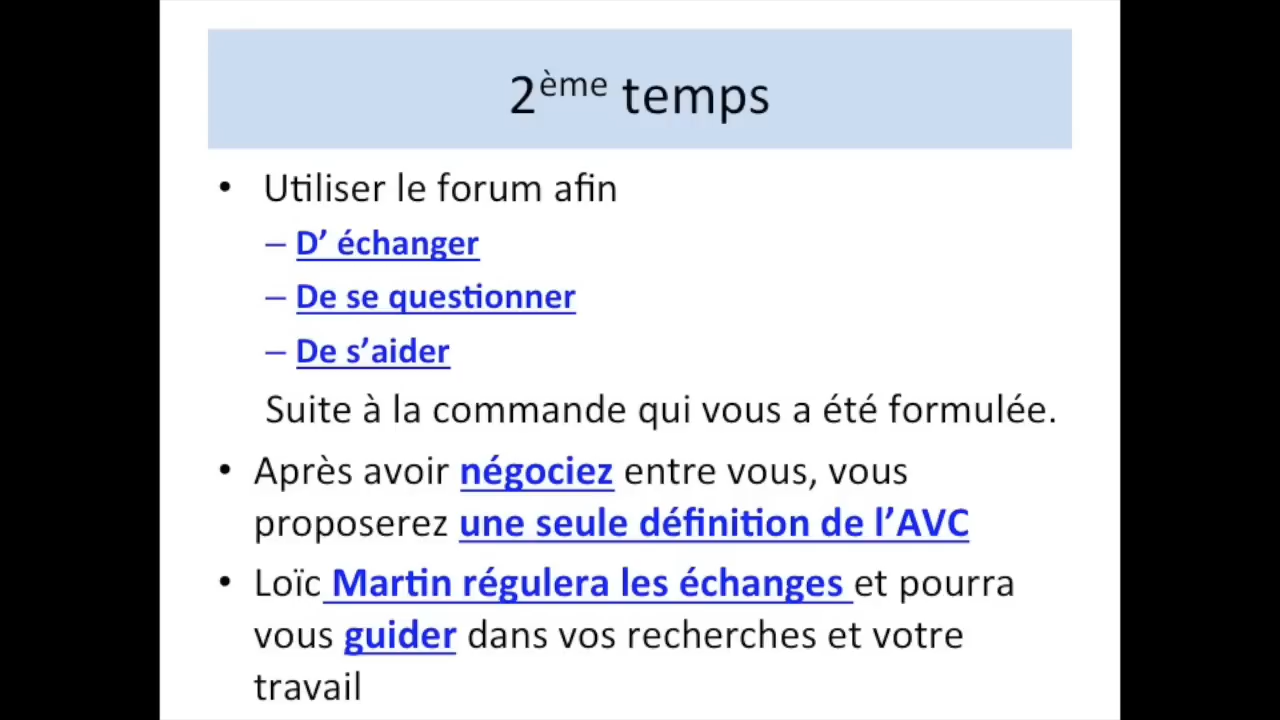 2ème temps
• Utiliser le forum afin
– D’ échanger
– De se questionner
– De s’aider
Suite à la commande qui vous a été formulée.
• Après avoir négociez entre vous, vous
proposerez une seule définition de l’AVC
• Loïc Martin régulera les échanges et pourra
vous guider dans vos recherches et votre
travail